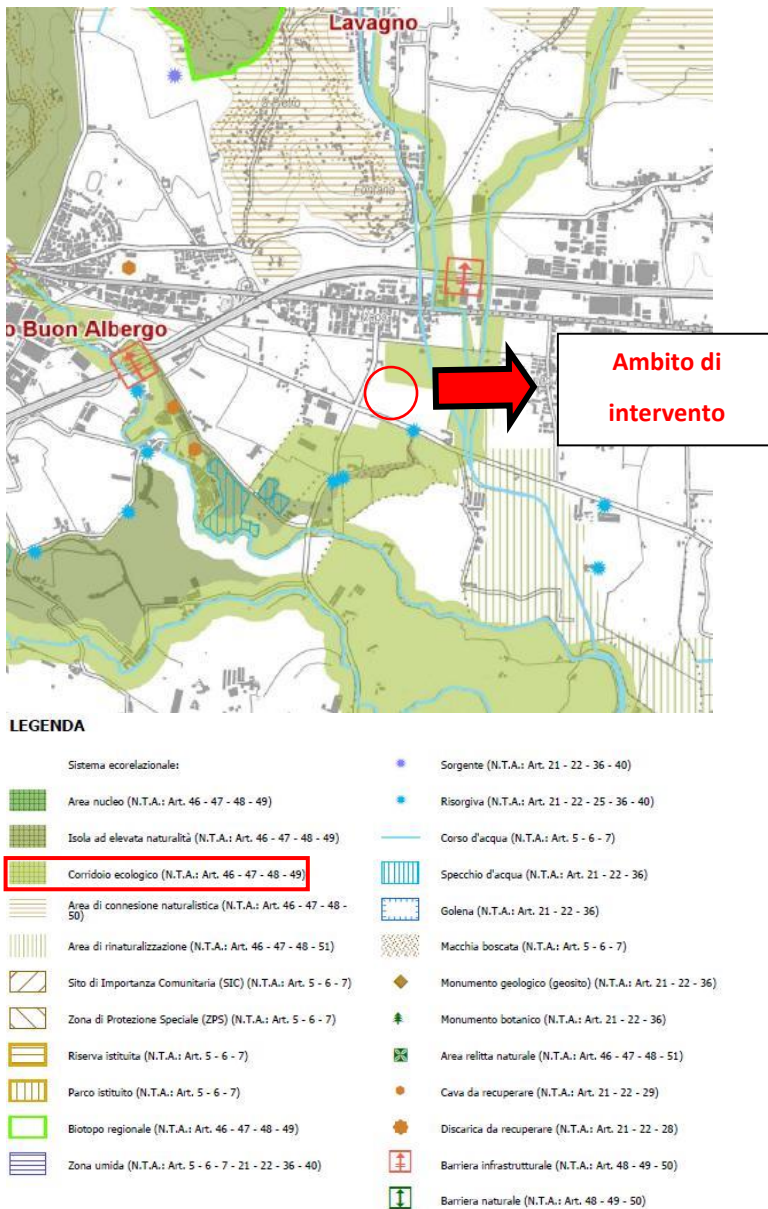 Lavagno
S. Pietro
Fontana
o Buon Albergo
Ambito di
intervento
LEGENDA
Sistema ecorelazionale:
Area nucleo (N.T.A.: Art. 46 - 47 - 48 - 49)
Isola ad elevata naturalità (N.T.A.: Art. 46 - 47 - 48 - 49)
Corridoio ecologico (N.T.A.: Art. 46 - 47 - 48 - 49)
Area di connesione naturalistica (N.T.A.: Art. 46 - 47 - 48 -
50)
Area di rinaturalizzazione (N.T.A.: Art. 46 - 47 - 48 - 51)
Sito di Importanza Comunitaria (SIC) (N.T.A.: Art. 5 - 6 - 7)
Zona di Protezione Speciale (ZPS) (N.T.A.: Art. 5 - 6 - 7)
Riserva istituita (N.T.A.: Art. 5 - 6 - 7)
Parco istituito (N.T.A.: Art. 5 - 6 - 7)
Biotopo regionale (N.T.A.: Art. 46 - 47 - 48 - 49)
Zona umida (N.T.A.: Art. 5 - 6 - 7 - 21 - 22 - 36 - 40)
Sorgente (N.T.A.: Art. 21 - 22 - 36 - 40)
Risorgiva (N.T.A.: Art. 21 - 22 - 25 - 36 - 40)
Corso d'acqua (N.T.A.: Art. 5 - 6 - 7)
Specchio d'acqua (N.T.A.: Art. 21 - 22 - 36)
Golena (N.T.A.: Art. 21 - 22 - 36)
Macchia boscata (N.T.A.: Art. 5 - 6 - 7)
Monumento geologico (geosito) (N.T.A.: Art. 21 - 22 - 36)
Monumento botanico (N.T.A.: Art. 21 - 22 - 36)
Area relitta naturale (N.T.A.: Art. 46 - 47 - 48 - 51)
Cava da recuperare (N.T.A.: Art. 21 - 22 - 29)
Discarica da recuperare (N.T.A.: Art. 21 - 22 - 28)
Barriera infrastrutturale (N.T.A.: Art. 48 - 49 - 50)
Barriera naturale (N.T.A.: Art. 48 - 49 - 50)